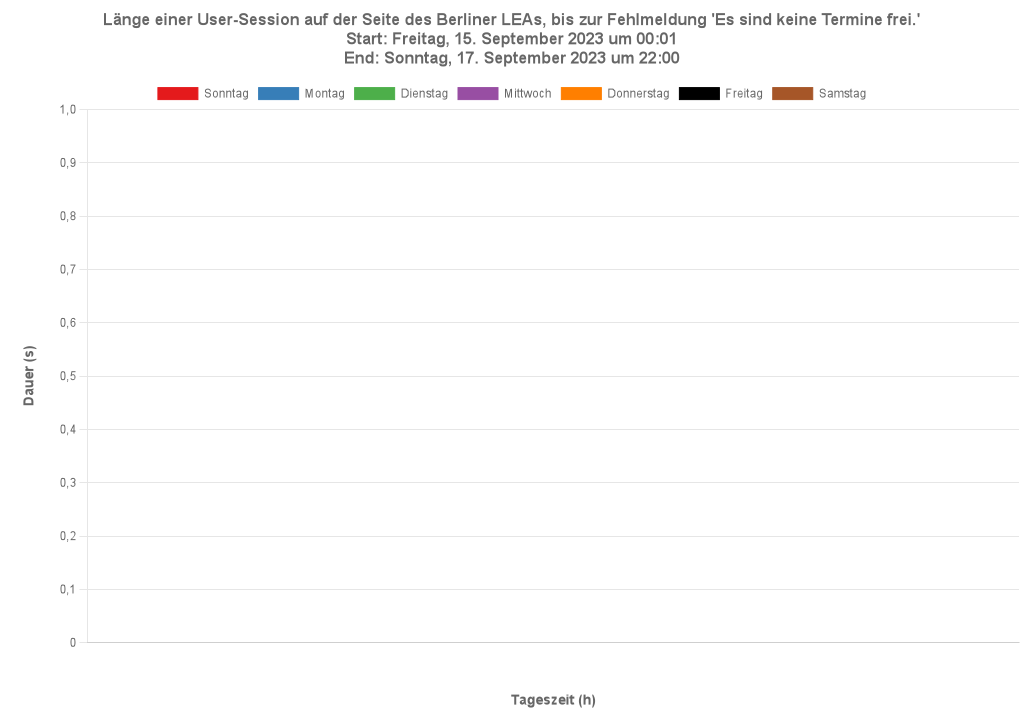 Länge einer User-Session auf der Seite des Berliner LEAs, bis zur Fehlmeldung 'Es sind keine Termine frei.'
Start: Freitag, 15. September 2023 um 00:01
End: Sonntag, 17. September 2023 um 22:00
Sonntag Montag Dienstag Mittwoch Donnerstag Freitag Samstag
1,0
0,9
0,8
0,7
0,6
0,5
0,4
0,3
0,2
0,1
0
Dauer (s)
Tageszeit (h)